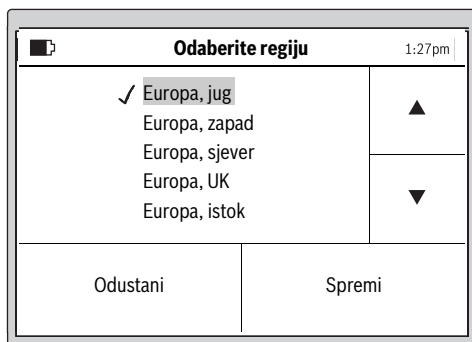 Odaberite regiju 1:27pm
Europa, jug
Europa, zapad
Europa, sjever
Europa, UK
Europa, istok
Odustani Spremi